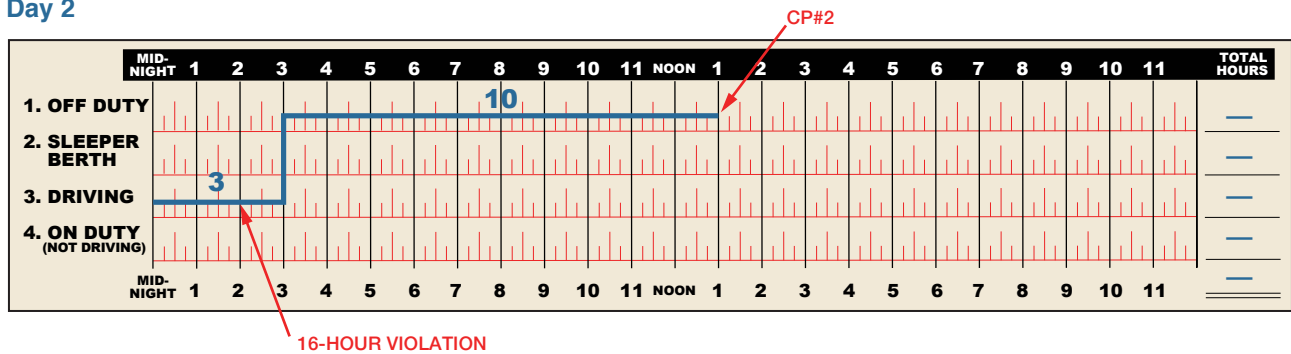 Day 2
CP#2
MID-NIGHT 1 2 3 4 5 6 7 8 9 10 11 NOON 1 2 3 4 5 6 7 8 9 10 11 TOTAL HOURS
1. OFF DUTY 10 —
2. SLEEPER BERTH —
3. DRIVING 3 —
4. ON DUTY (NOT DRIVING) —
MID-NIGHT 1 2 3 4 5 6 7 8 9 10 11 NOON 1 2 3 4 5 6 7 8 9 10 11 —
16-HOUR VIOLATION